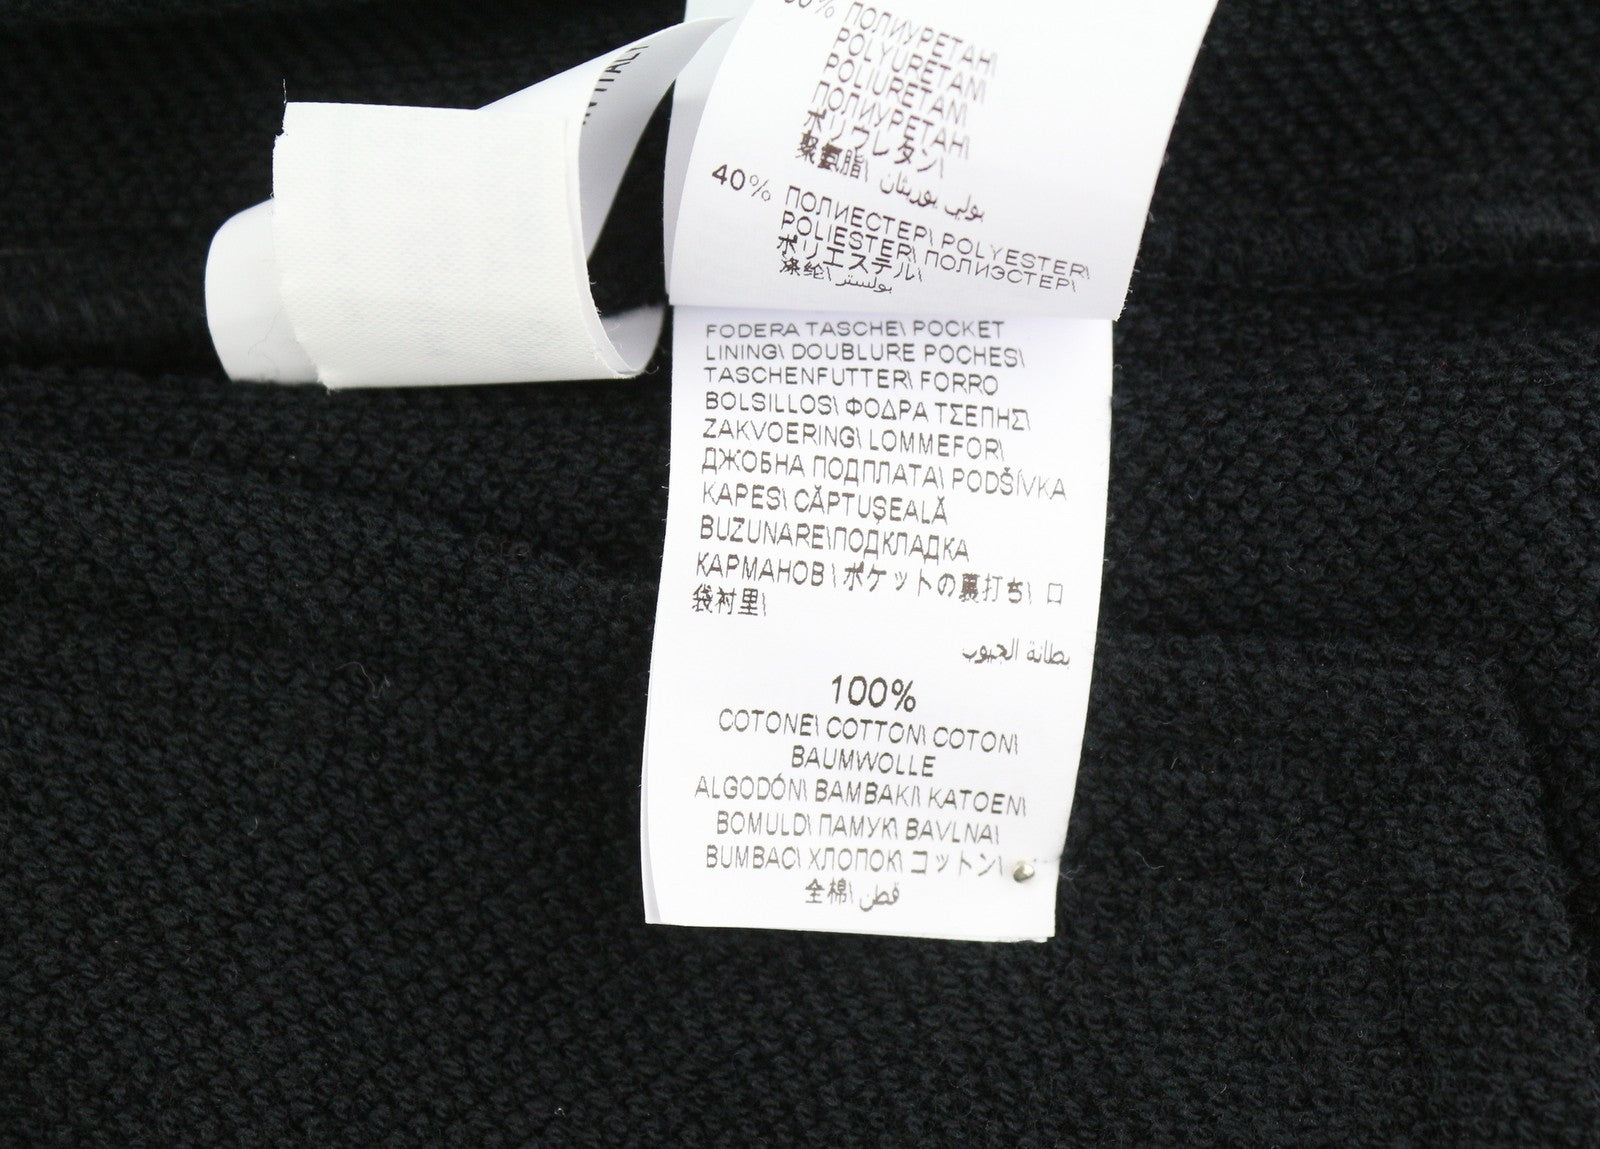 ПОЛИУРЕТАН\
POLYURETAN\
POLIURETAN\
ПОЛИУРЕТАН\
ポリウレタン\
聚氨脂\ بولي يوريثان
40% ПОЛИЕСТЕР\ POLYESTER\
POLIESTER\ ПОЛИЭСТЕР\
ポリエステル\
涤纶\ بوليستر
FODERA TASCHE\ POCKET
LINING\ DOUBLURE POCHES\
TASCHENFUTTER\ FORRO
BOLSILLOS\ ΦΟΔΡΑ ΤΣΕΠΗΣ\
ZAKVOERING\ LOMMEFOR\
ДЖОБНА ПОДПЛАТА\ PODŠÍVKA
KAPES\ CĂPTUȘEALĂ
BUZUNARE\ПОДКЛАДКА
КАРМАНОВ\ ポケットの裏打ち\ 口
袋衬里\
بطانة الجيوب
100%
COTONE\ COTTON\ COTON\
BAUMWOLLE
ALGODÓN\ BAMBAKI\ KATOEN\
BOMULD\ ПАМУК\ BAVLNA\
BUMBAC\ ХЛОПОК\ コットン\
全棉\ قطن